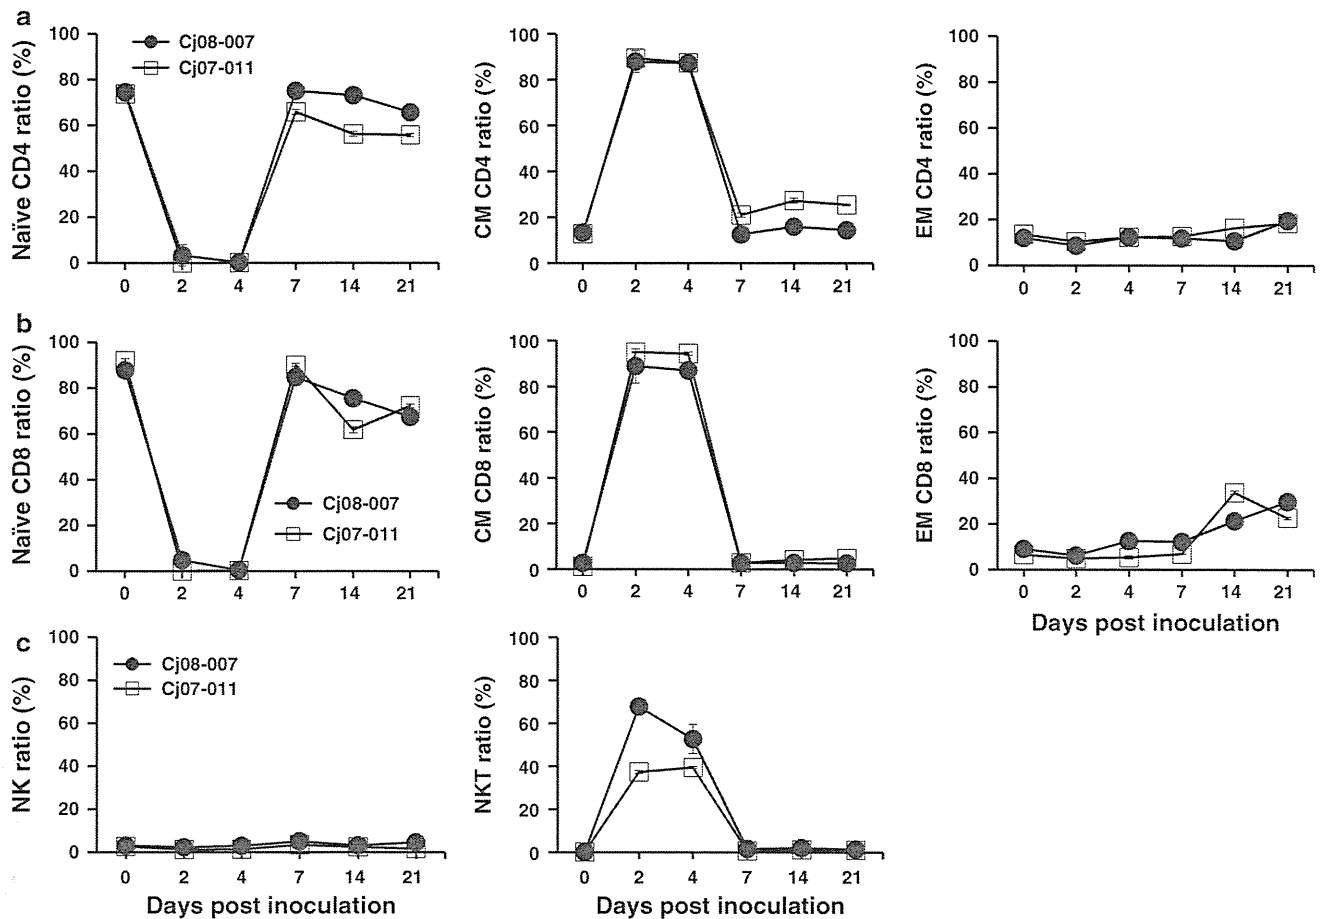 a
Naïve CD4 ratio (%)
100
80
60
40
20
0
Cj08-007
Cj07-011
0 2 4 7 14 21
CM CD4 ratio (%)
100
80
60
40
20
0
0 2 4 7 14 21
EM CD4 ratio (%)
100
80
60
40
20
0
0 2 4 7 14 21
b
Naïve CD8 ratio (%)
100
80
60
40
20
0
Cj08-007
Cj07-011
0 2 4 7 14 21
CM CD8 ratio (%)
100
80
60
40
20
0
0 2 4 7 14 21
EM CD8 ratio (%)
100
80
60
40
20
0
0 2 4 7 14 21
Days post inoculation
c
NK ratio (%)
100
80
60
40
20
0
Cj08-007
Cj07-011
0 2 4 7 14 21
Days post inoculation
NKT ratio (%)
100
80
60
40
20
0
0 2 4 7 14 21
Days post inoculation